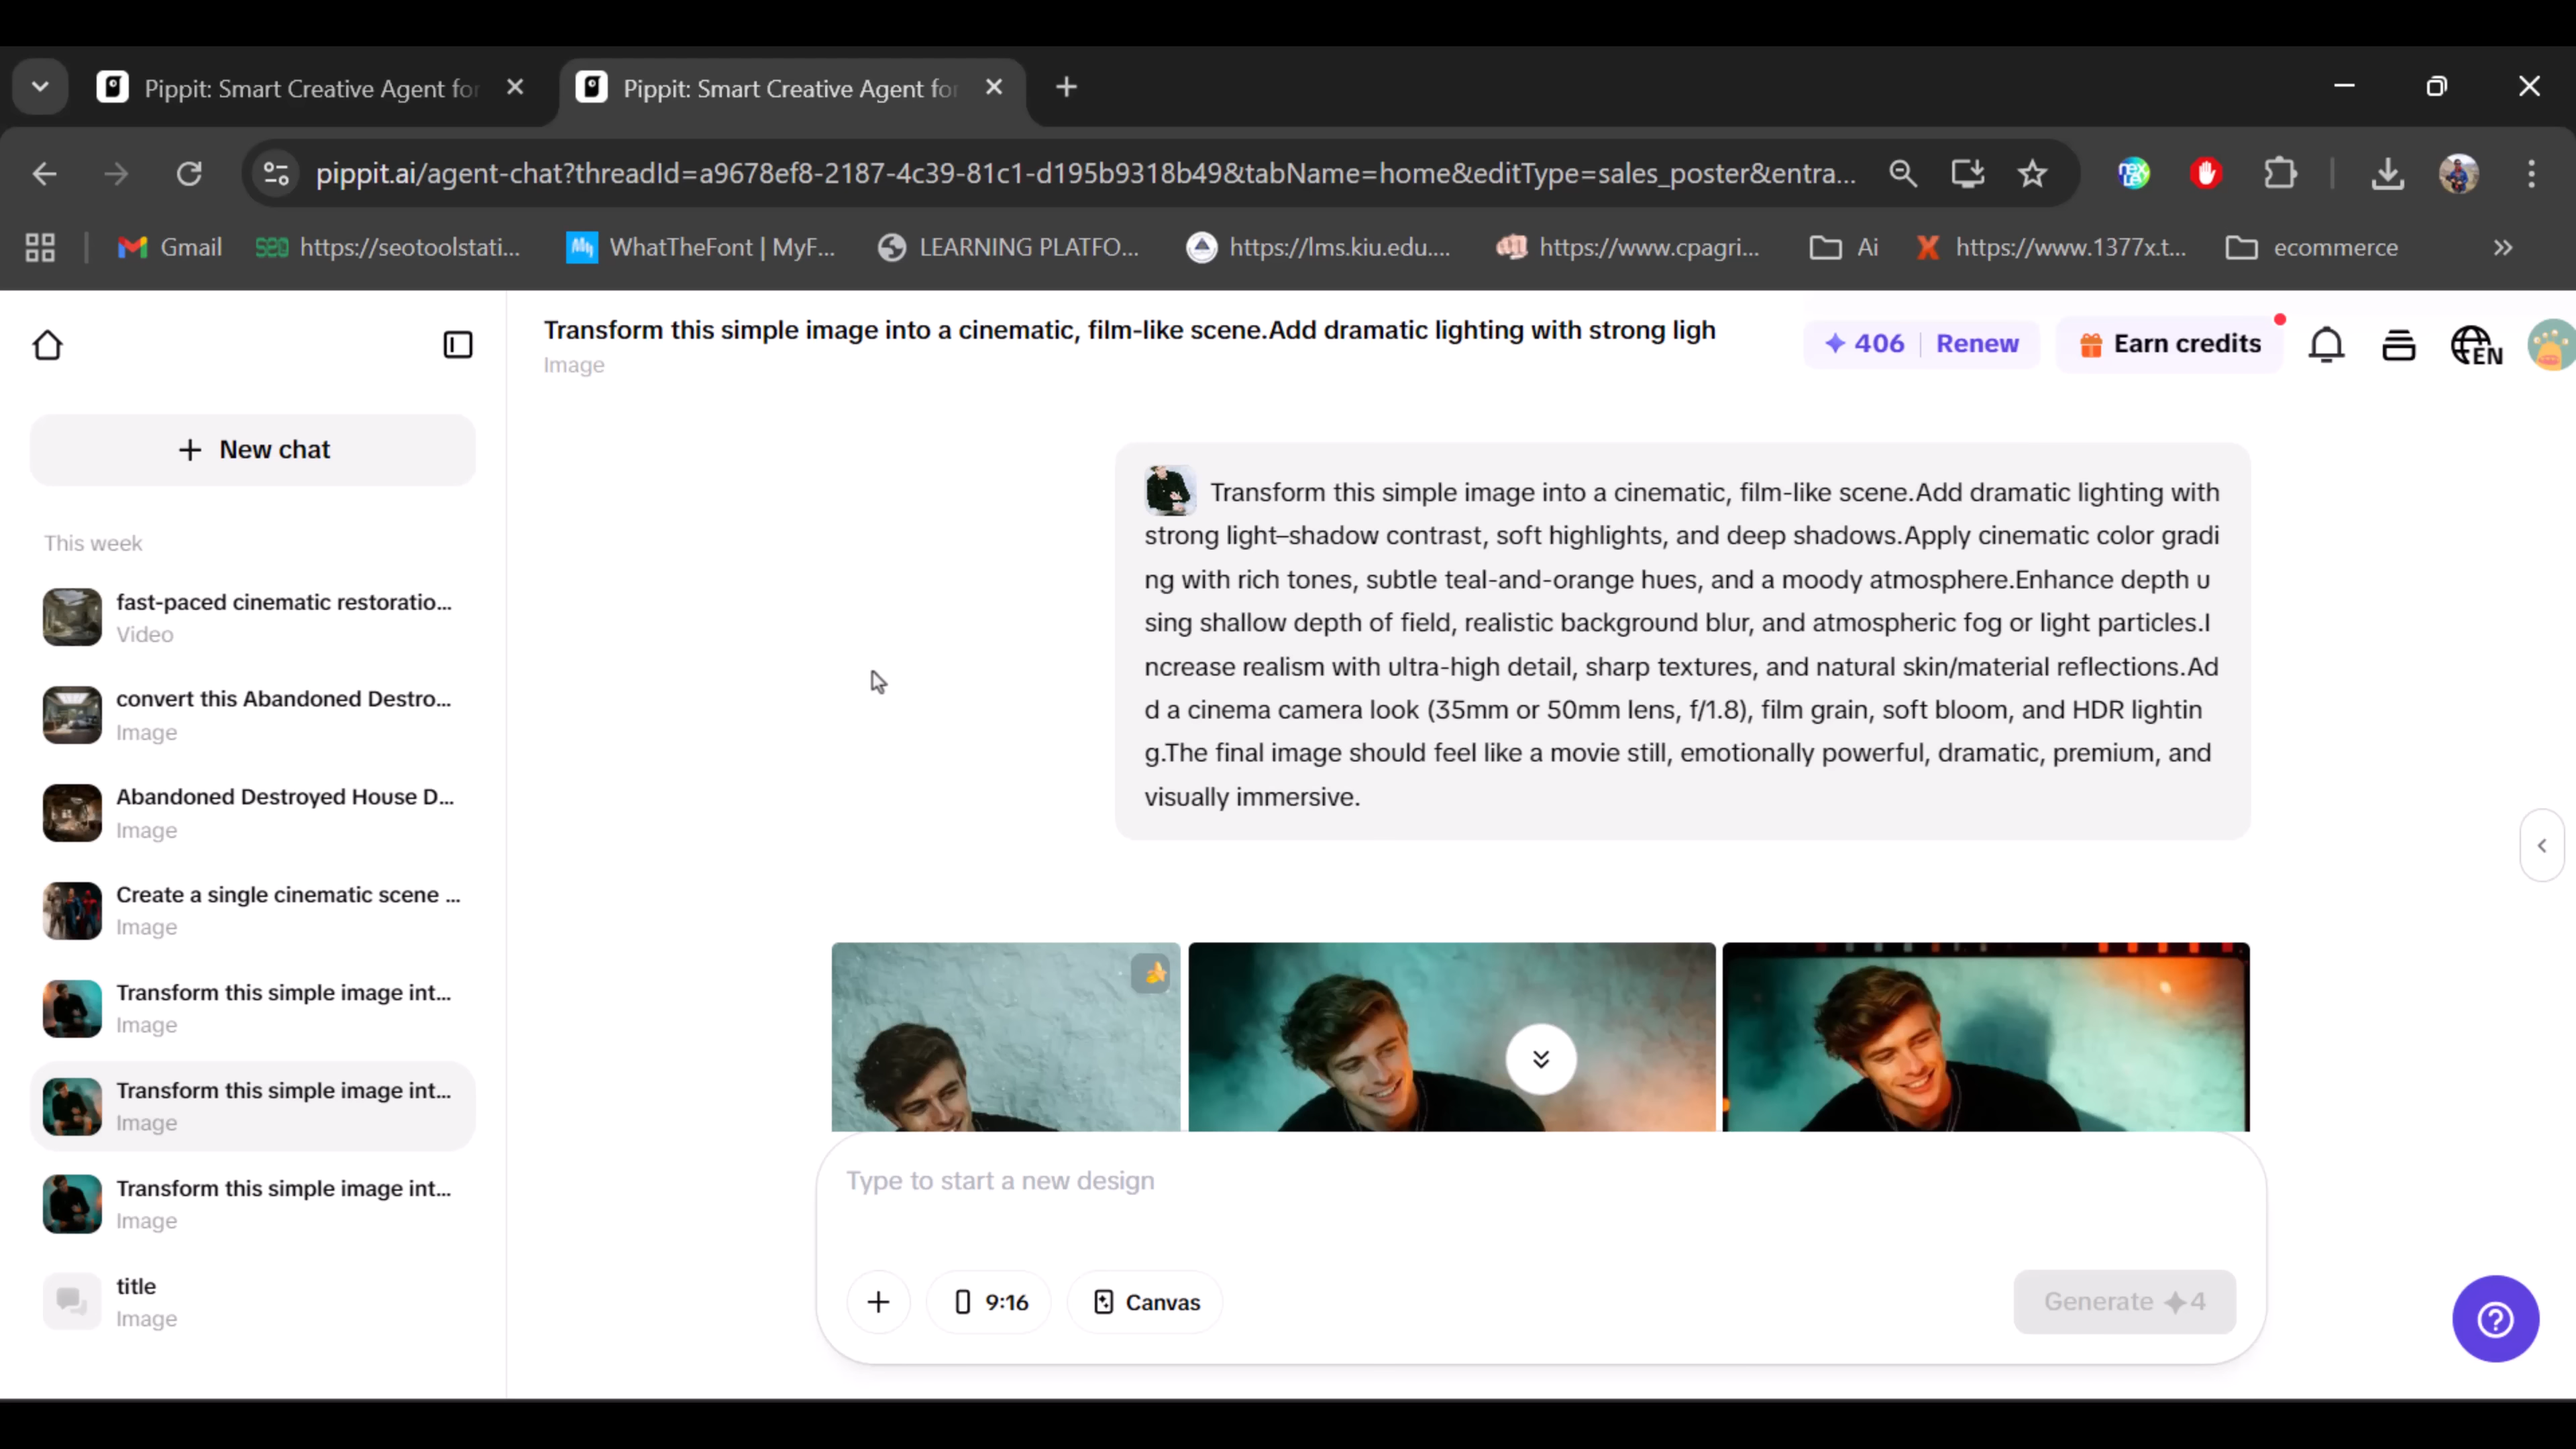 Pippit: Smart Creative Agent for
Pippit: Smart Creative Agent for
pippit.ai/agent-chat?threadId=a9678ef8-2187-4c39-81c1-d195b9318b49&tabName=home&editType=sales_poster&entra...
Gmail
https://seotoolstati...
WhatTheFont | MyF...
LEARNING PLATFO...
https://lms.kiu.edu....
https://www.cpagri...
Ai
https://www.1377x.t...
ecommerce
Transform this simple image into a cinematic, film-like scene.Add dramatic lighting with strong ligh
Image
406
Renew
Earn credits
EN
New chat
This week
fast-paced cinematic restoratio...
Video
convert this Abandoned Destro...
Image
Abandoned Destroyed House D...
Image
Create a single cinematic scene ...
Image
Transform this simple image int...
Image
Transform this simple image int...
Image
Transform this simple image int...
Image
title
Image
Transform this simple image into a cinematic, film-like scene.Add dramatic lighting with
strong light–shadow contrast, soft highlights, and deep shadows.Apply cinematic color gradi
ng with rich tones, subtle teal-and-orange hues, and a moody atmosphere.Enhance depth u
sing shallow depth of field, realistic background blur, and atmospheric fog or light particles.I
ncrease realism with ultra-high detail, sharp textures, and natural skin/material reflections.Ad
d a cinema camera look (35mm or 50mm lens, f/1.8), film grain, soft bloom, and HDR lightin
g.The final image should feel like a movie still, emotionally powerful, dramatic, premium, and
visually immersive.
Type to start a new design
9:16
Canvas
Generate 4